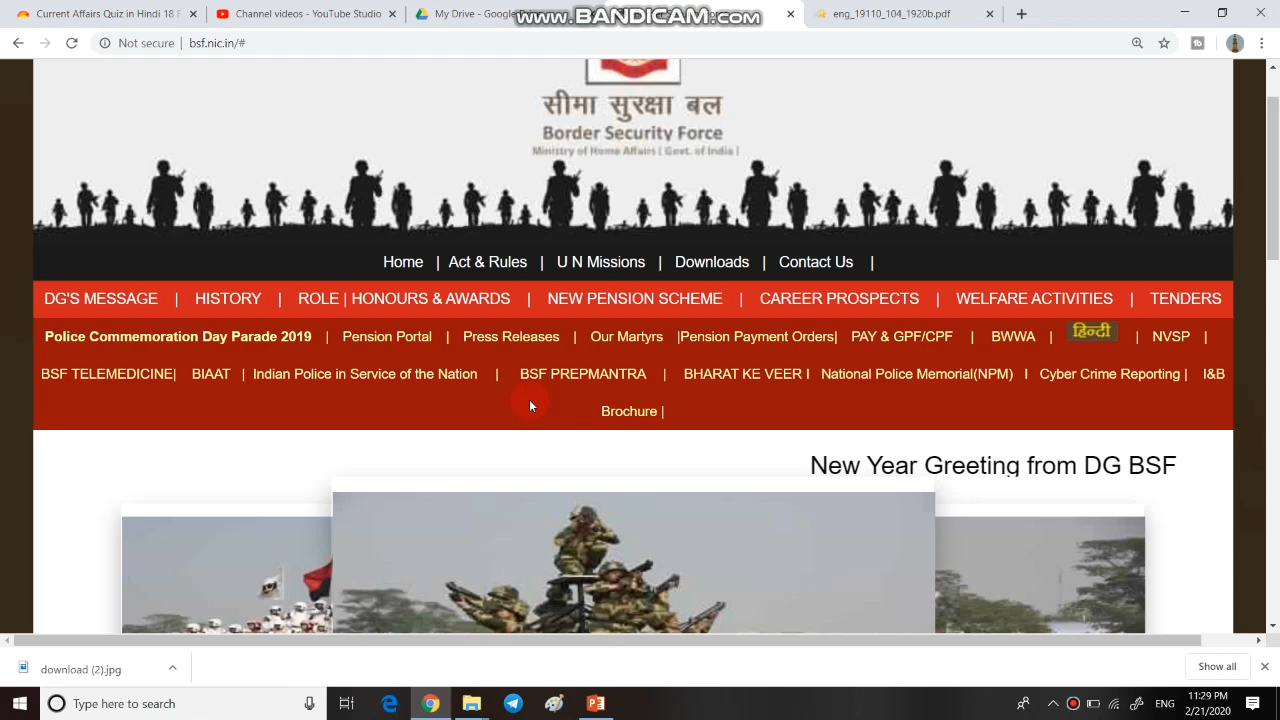 Current Affairs Quiz in Hindi 18 F
Channel videos - YouTube Studio
My Drive - Google
www.BANDICAM.com
eng_19110_104_1920b.pdf
Not secure | bsf.nic.in/#
सीमा सुरक्षा बल
Border Security Force
Ministry of Home Affairs ( Govt. of India )
Home | Act & Rules | U N Missions | Downloads | Contact Us |
DG'S MESSAGE | HISTORY | ROLE | HONOURS & AWARDS | NEW PENSION SCHEME | CAREER PROSPECTS | WELFARE ACTIVITIES | TENDERS
Police Commemoration Day Parade 2019 | Pension Portal | Press Releases | Our Martyrs |Pension Payment Orders| PAY & GPF/CPF | BWWA | हिन्दी | NVSP |
BSF TELEMEDICINE| BIAAT | Indian Police in Service of the Nation | BSF PREPMANTRA | BHARAT KE VEER I National Police Memorial(NPM) I Cyber Crime Reporting | I&B
Brochure |
New Year Greeting from DG BSF
download (2).jpg
Show all
Type here to search
ENG
11:29 PM
2/21/2020